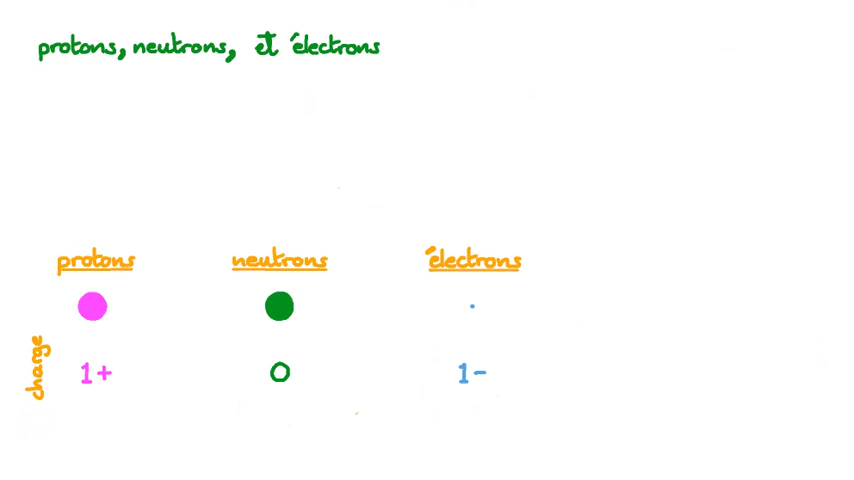 protons, neutrons, et électrons
protons neutrons électrons
charge 1+ 0 1-